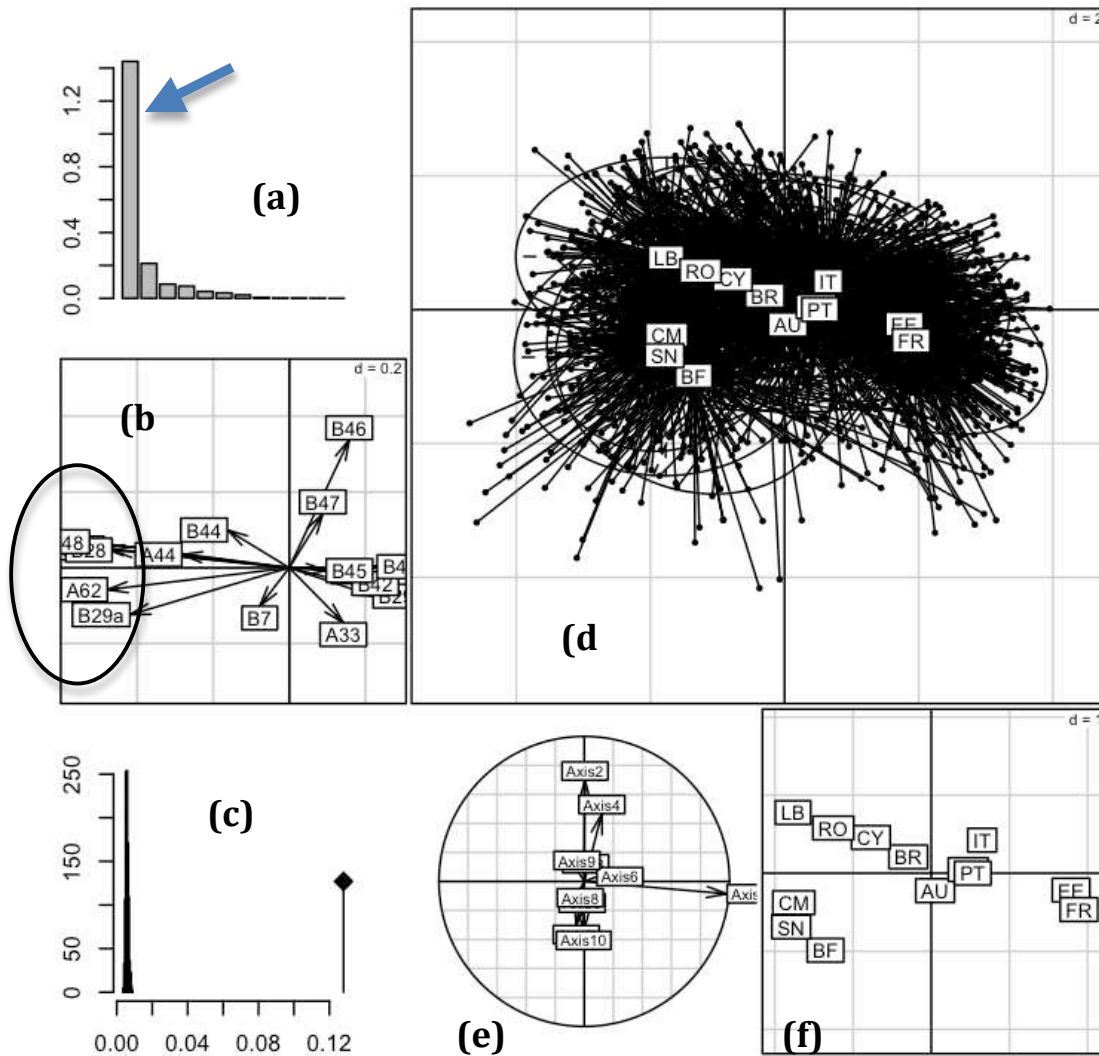 1.2
0.8
0.4
0.0
(a)
d = 2
LB
RO
CY
IT
BR
PT
AU
CM
FR
SN
BF
(d
d = 0.2
(b)
B46
B47
B44
A44
B45
A62
B29a
B7
A33
250
150
50
0
0.00 0.04 0.08 0.12
(c)
Axis2
Axis4
Axis9
Axis6
Axis8
Axis10
(e)
LB
RO
CY
IT
BR
PT
AU
CM
FR
SN
BF
(f)